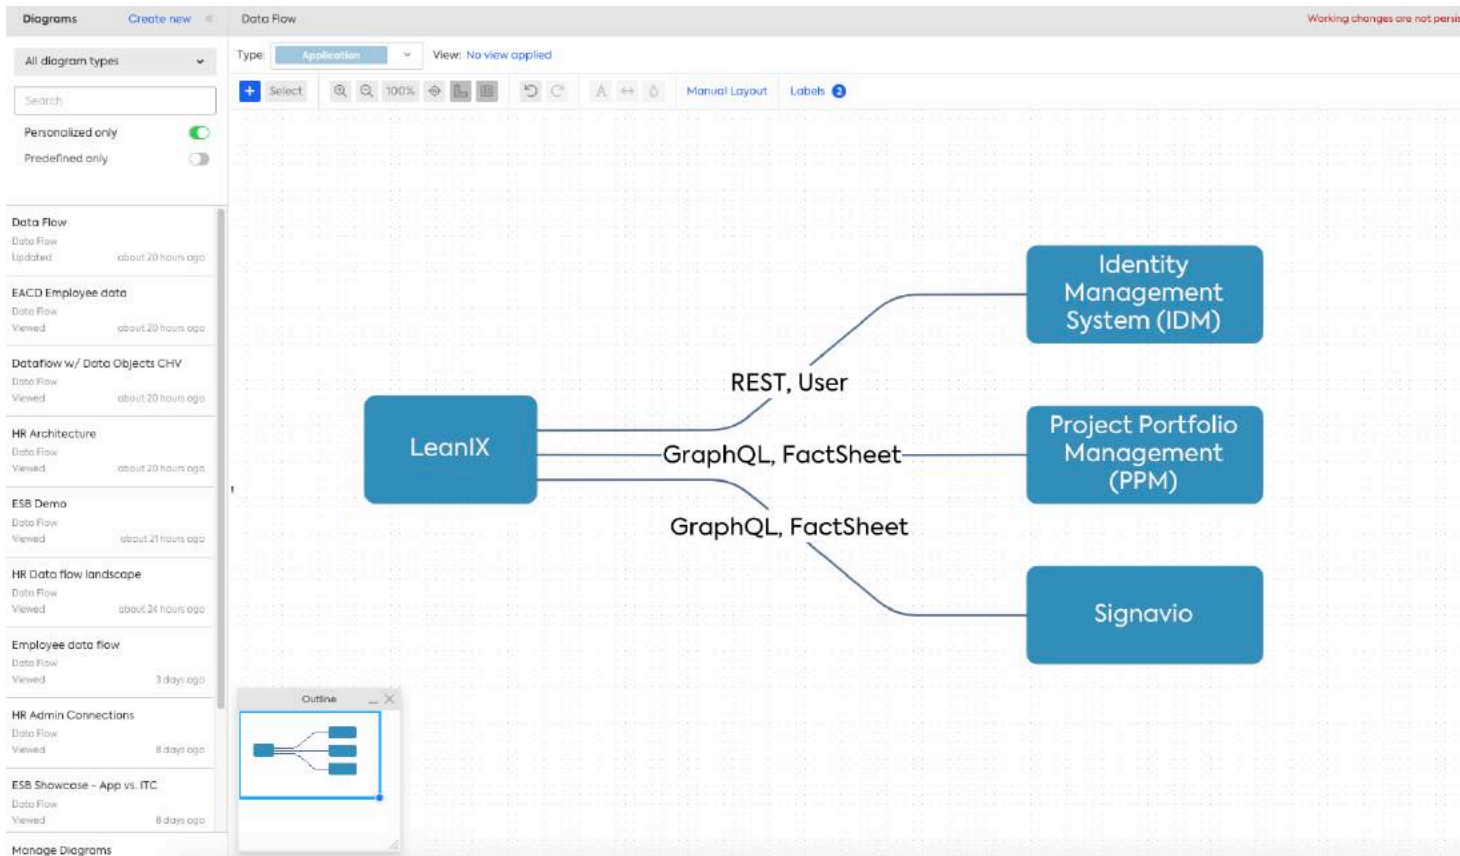 Diagrams Create new Data Flow Working changes are not persis
All diagram types
Search
Personalized only
Predefined only
Type: Application View: No view applied
Select 100% A Manual Layout Labels 2
Data Flow
Data Flow
Updated about 20 hours ago
EACD Employee data
Data Flow
Viewed about 20 hours ago
Dataflow w/ Data Objects CHV
Data Flow
Viewed about 20 hours ago
HR Architecture
Data Flow
Viewed about 20 hours ago
ESB Demo
Data Flow
Viewed about 21 hours ago
HR Data flow landscape
Data Flow
Viewed about 24 hours ago
Employee data flow
Data Flow
Viewed 3 days ago
HR Admin Connections
Data Flow
Viewed 8 days ago
ESB Showcase - App vs. ITC
Data Flow
Viewed 8 days ago
Manage Diagrams
LeanIX
REST, User
GraphQL, FactSheet
GraphQL, FactSheet
Identity
Management
System (IDM)
Project Portfolio
Management
(PPM)
Signavio
Outline